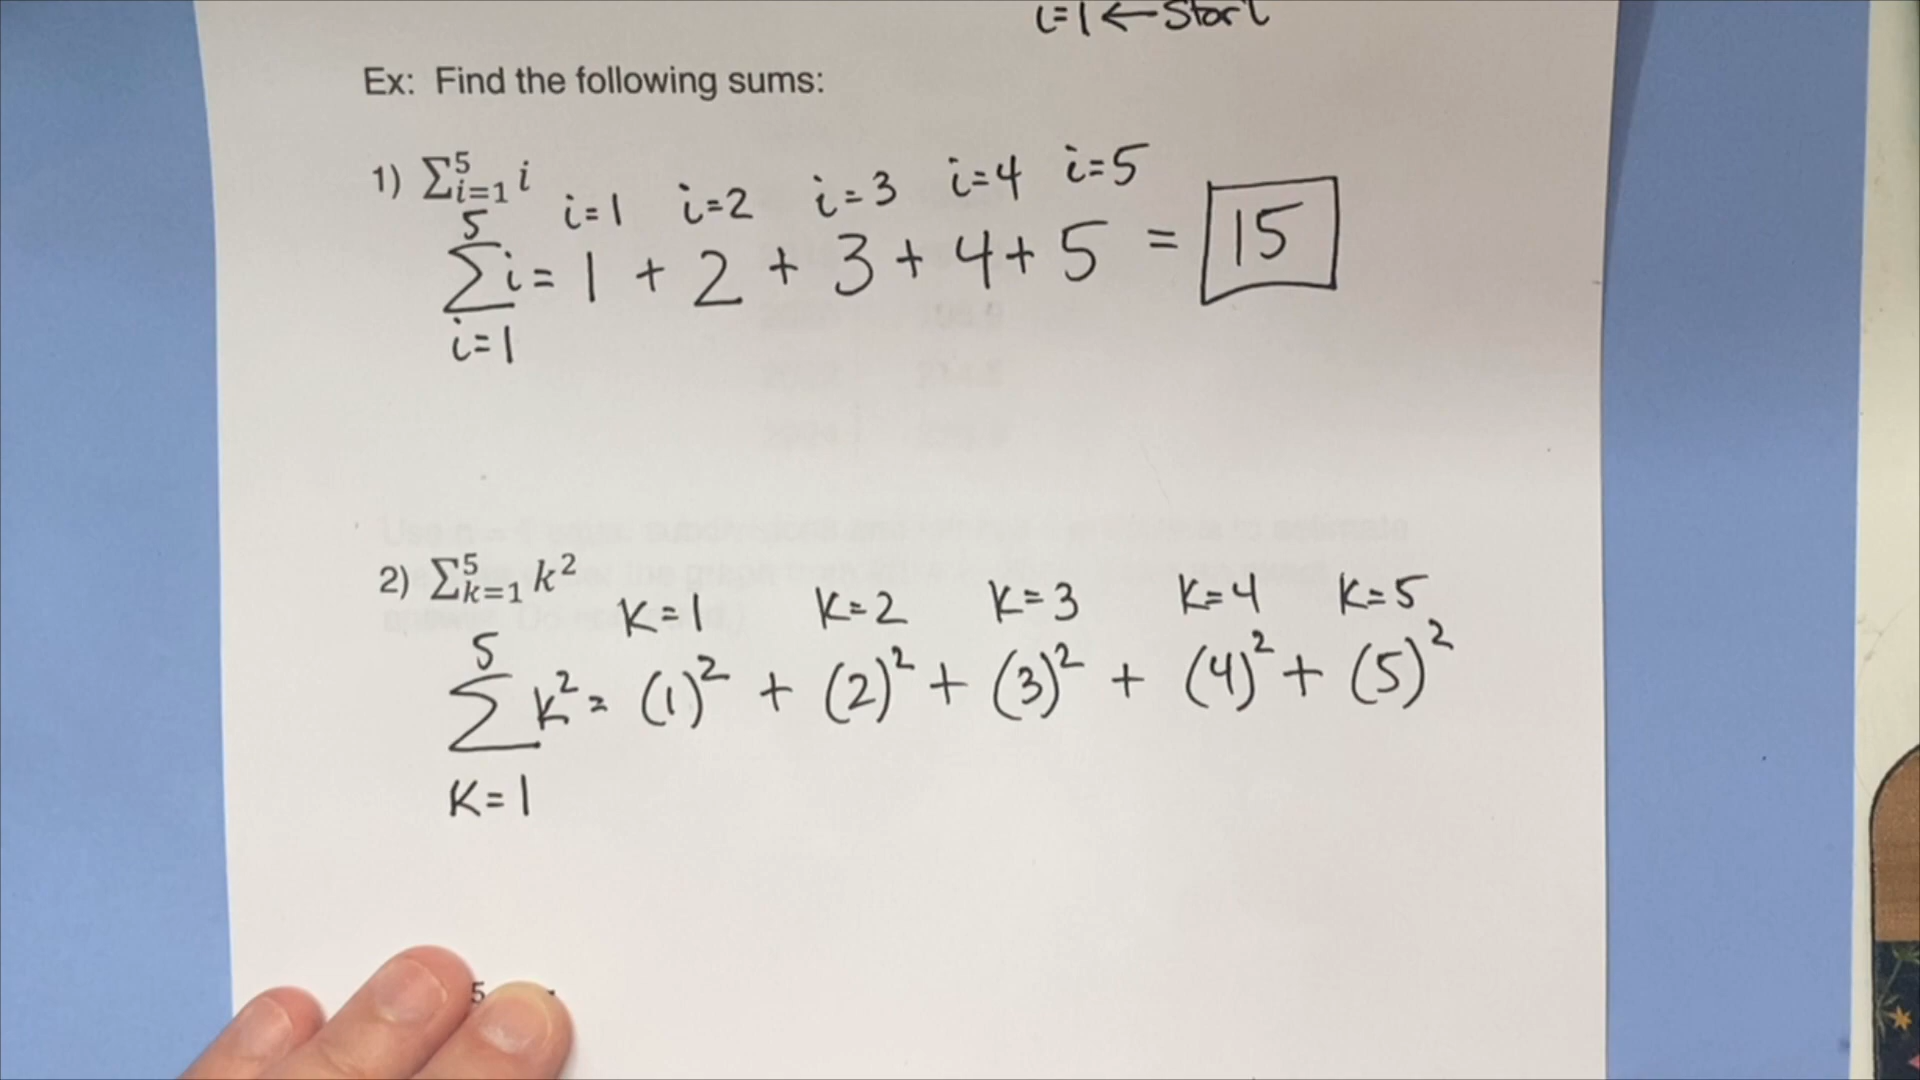 i=1 ← Start
Ex: Find the following sums:
1) ∑⁵ᵢ₌₁ i
i=1 i=2 i=3 i=4 i=5
5
∑ i = 1 + 2 + 3 + 4 + 5 = 15
i=1
2) ∑⁵ₖ₌₁ k²
K=1 K=2 K=3 K=4 K=5
5
∑ k² = (1)² + (2)² + (3)² + (4)² + (5)²
K=1
5